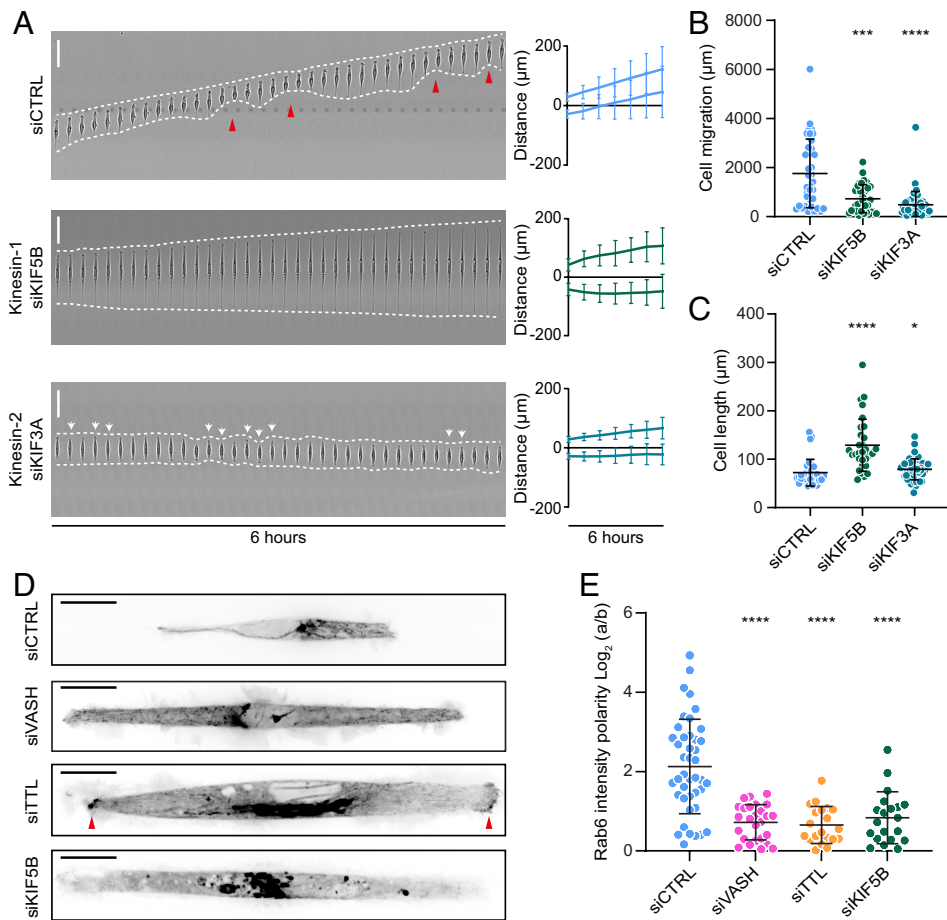 A
siCTRL
200
0
-200
Distance (µm)
Kinesin-1
siKIF5B
200
0
-200
Distance (µm)
Kinesin-2
siKIF3A
200
0
-200
Distance (µm)
6 hours
B
Cell migration (µm)
8000
6000
4000
2000
0
*** ****
siCTRL siKIF5B siKIF3A
C
Cell length (µm)
400
300
200
100
0
**** *
siCTRL siKIF5B siKIF3A
D
siCTRL
siVASH
siTTL
siKIF5B
E
Rab6 intensity polarity Log2 (a/b)
6
4
2
0
**** **** ****
siCTRL siVASH siTTL siKIF5B